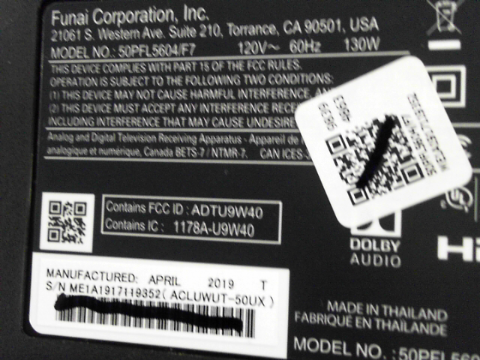 Funai Corporation, Inc.
21061 S. Western Ave. Suite 210, Torrance, CA 90501, USA
MODEL NO.: 50PFL5604/F7 120V~ 60Hz 130W
THIS DEVICE COMPLIES WITH PART 15 OF THE FCC RULES.
OPERATION IS SUBJECT TO THE FOLLOWING TWO CONDITIONS:
(1) THIS DEVICE MAY NOT CAUSE HARMFUL INTERFERENCE, AN
(2) THIS DEVICE MUST ACCEPT ANY INTERFERENCE REC
INCLUDING INTERFERENCE THAT MAY CAUSE UNDESIRE
Analog and Digital Television Receiving Apparatus - Appareil de
analogique et numérique, Canada BETS-7 / NTMR-7. CAN ICES-
Contains FCC ID : ADTU9W40
Contains IC : 1178A-U9W40
DOLBY
AUDIO
MANUFACTURED: APRIL 2019 T
S/N ME1A1917119352(ACLUWUT-50UX)
MADE IN THAILAND
FABRIQUÉ EN THAÏLANDE
MODEL NO.: 50PFL560